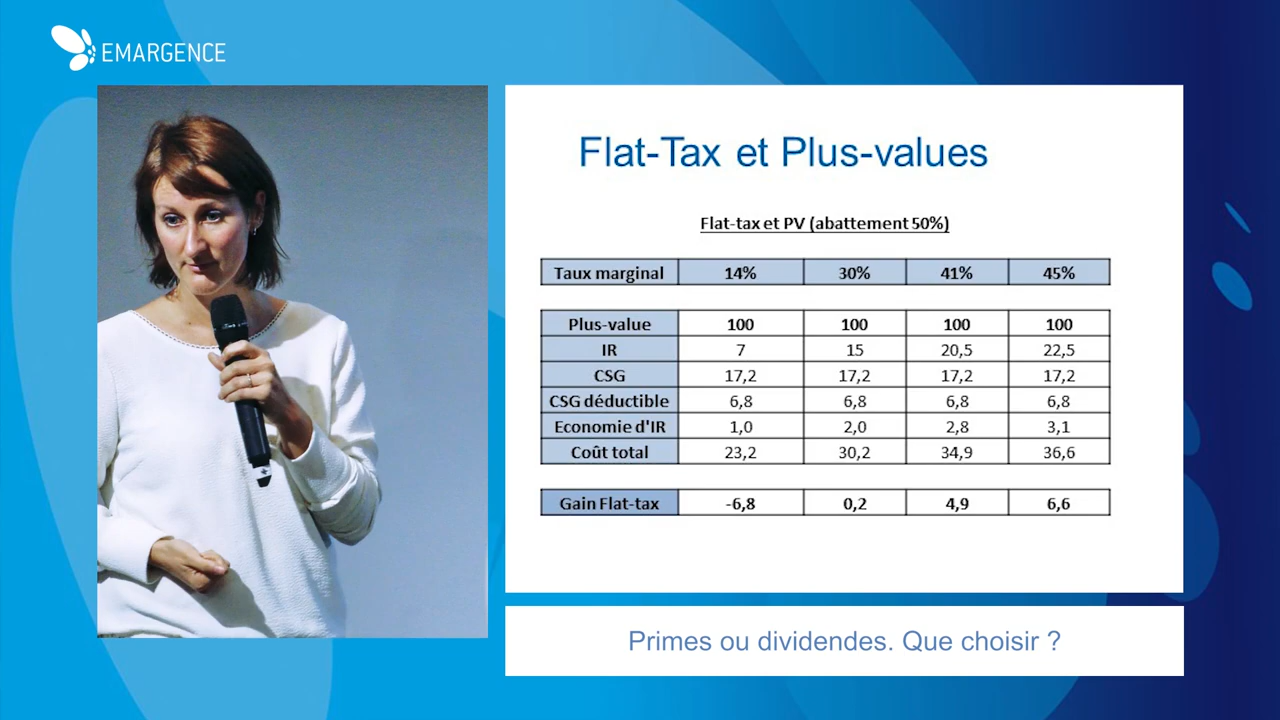 EMARGENCE
Flat-Tax et Plus-values
Flat-tax et PV (abattement 50%)
Taux marginal 14% 30% 41% 45%
Plus-value 100 100 100 100
IR 7 15 20,5 22,5
CSG 17,2 17,2 17,2 17,2
CSG déductible 6,8 6,8 6,8 6,8
Economie d'IR 1,0 2,0 2,8 3,1
Coût total 23,2 30,2 34,9 36,6
Gain Flat-tax -6,8 0,2 4,9 6,6
Primes ou dividendes. Que choisir ?